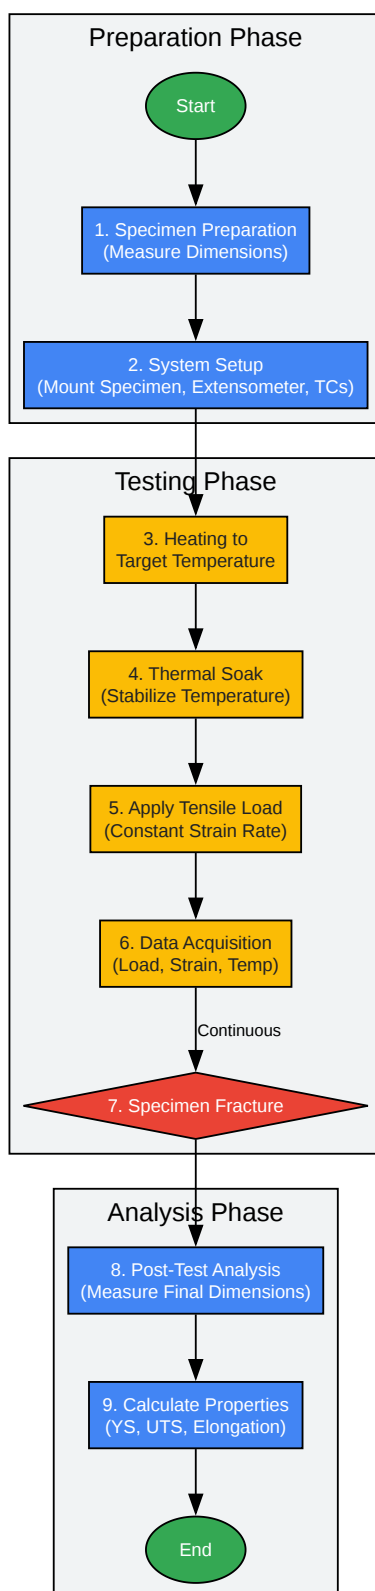 Preparation Phase
Start
1. Specimen Preparation
(Measure Dimensions)
2. System Setup
(Mount Specimen, Extensometer, TCs)
Testing Phase
3. Heating to
Target Temperature
4. Thermal Soak
(Stabilize Temperature)
5. Apply Tensile Load
(Constant Strain Rate)
6. Data Acquisition
(Load, Strain, Temp)
Continuous
7. Specimen Fracture
Analysis Phase
8. Post-Test Analysis
(Measure Final Dimensions)
9. Calculate Properties
(YS, UTS, Elongation)
End